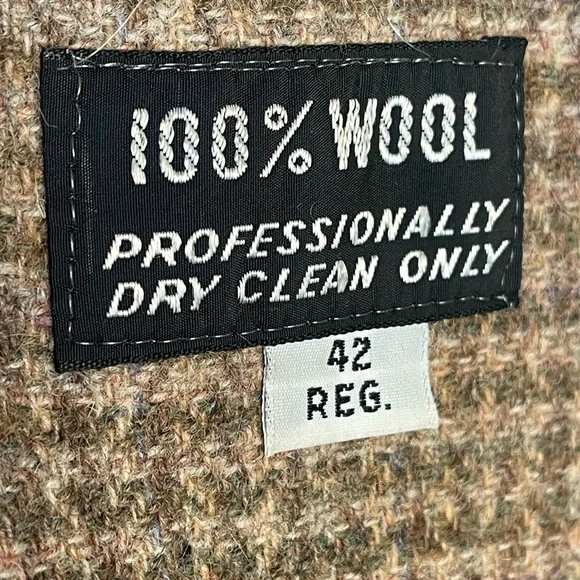 100% WOOL
PROFESSIONALLY
DRY CLEAN ONLY
42
REG.